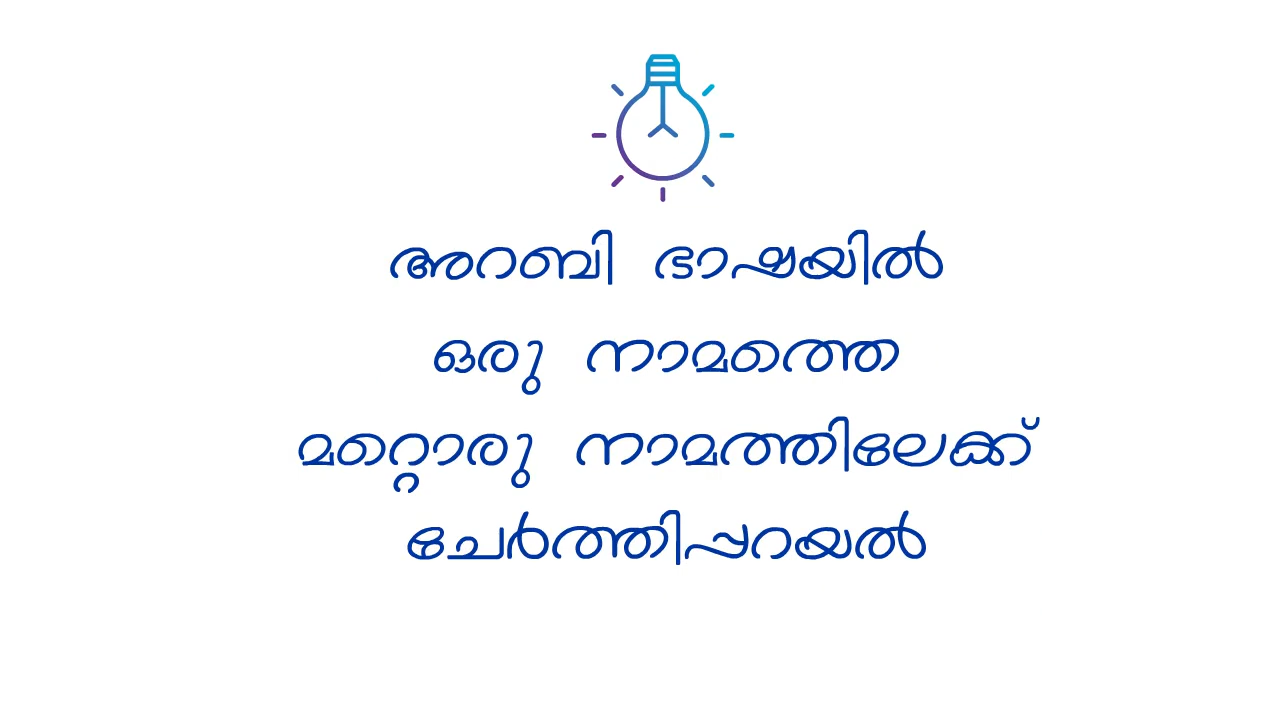 അറബി ഭാഷയിൽ
ഒരു നാമത്തെ
മറ്റൊരു നാമത്തിലേക്ക്
ചേർത്തിപ്പറയൽ